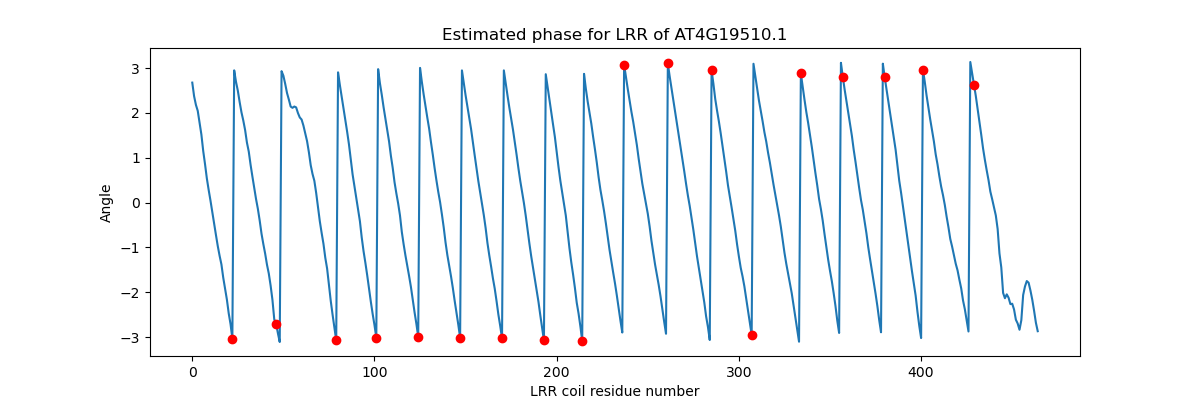 Estimated phase for LRR of AT4G19510.1
3
2
1
0
−1
−2
−3
Angle
0 100 200 300 400
LRR coil residue number